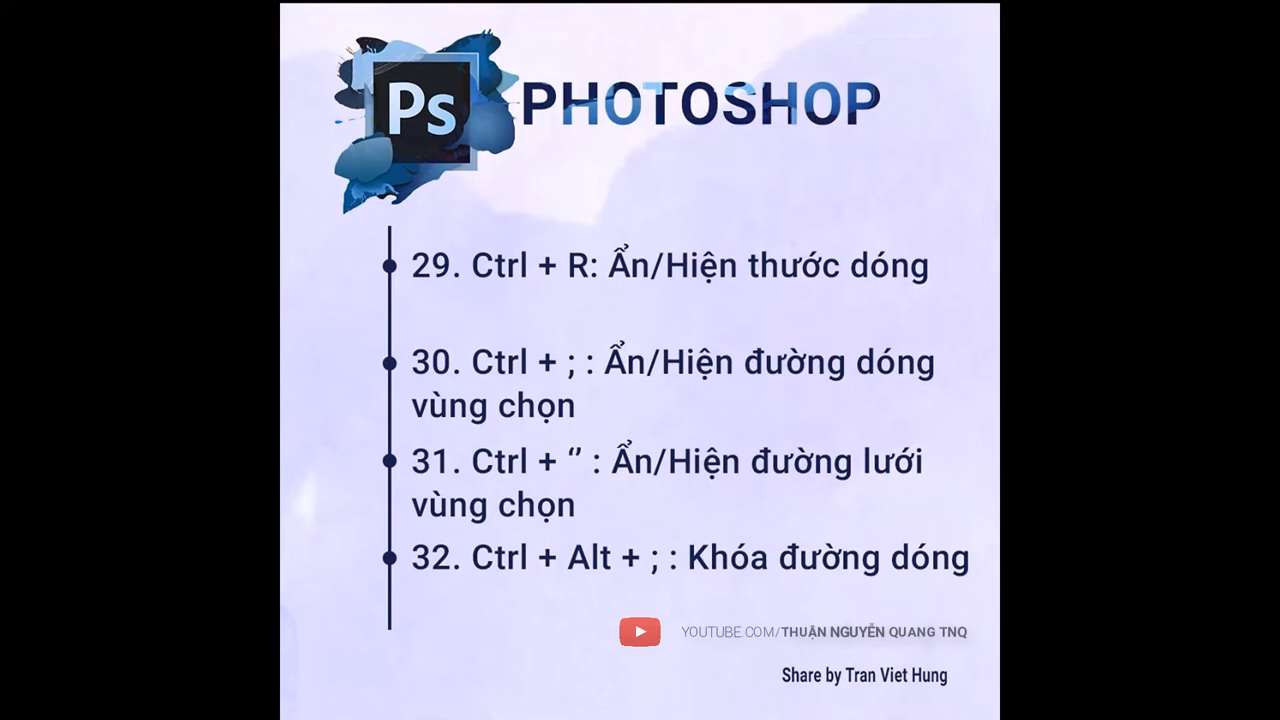 Ps PHOTOSHOP
29. Ctrl + R: Ẩn/Hiện thước dóng
30. Ctrl + ; : Ẩn/Hiện đường dóng
vùng chọn
31. Ctrl + ‘’ : Ẩn/Hiện đường lưới
vùng chọn
32. Ctrl + Alt + ; : Khóa đường dóng
YOUTUBE.COM/THUẬN NGUYỄN QUANG TNQ
Share by Tran Viet Hung